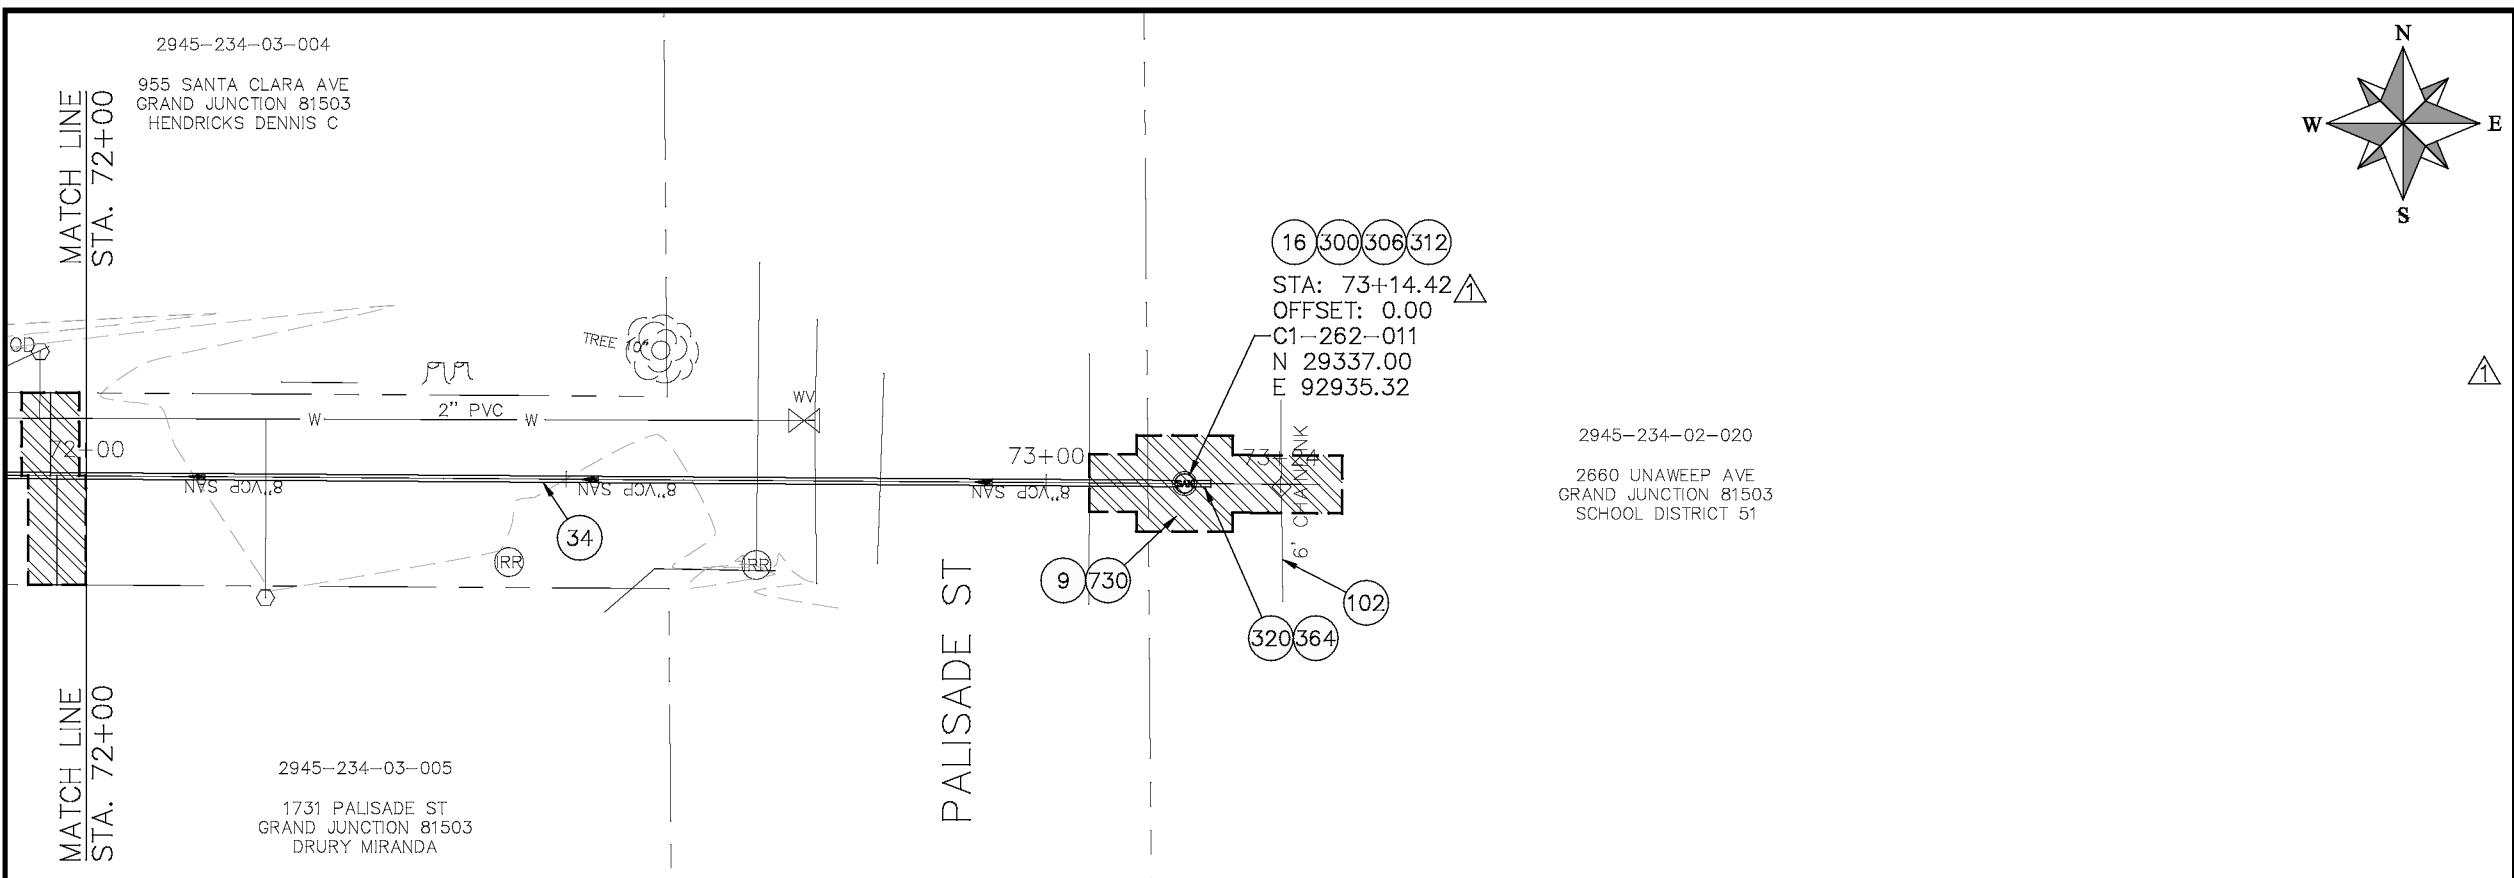 2945-234-03-004
955 SANTA CLARA AVE
GRAND JUNCTION 81503
HENDRICKS DENNIS C
MATCH LINE
STA. 72+00
N
W
E
S
16 300 306 312
STA: 73+14.42 1
OFFSET: 0.00
C1-262-011
N 29337.00
E 92935.32
1
OD
TREE 10"
2" PVC
W
W
WV
72+00
73+00
8"VCP SAN
8"VCP SAN
8"VCP SAN
SAN
6' CHAINLINK
34
IRR
IRR
9 730
102
320 364
2945-234-02-020
2660 UNAWEEP AVE
GRAND JUNCTION 81503
SCHOOL DISTRICT 51
PALISADE ST
MATCH LINE
STA. 72+00
2945-234-03-005
1731 PALISADE ST
GRAND JUNCTION 81503
DRURY MIRANDA